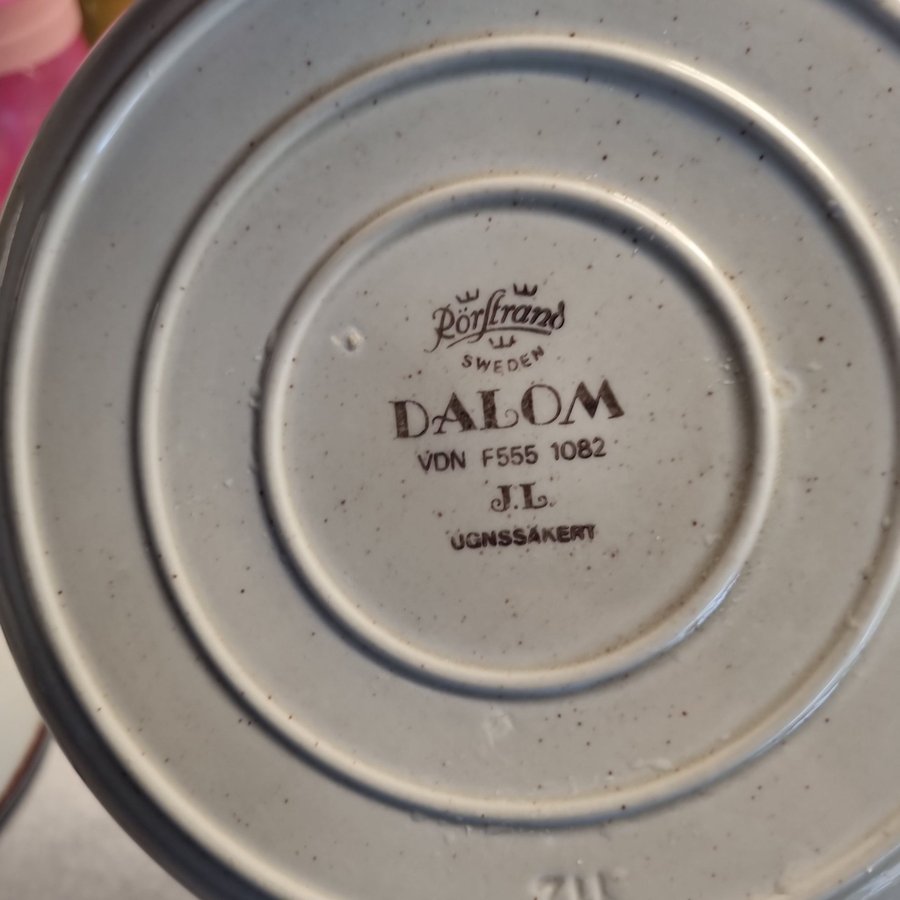 Rörstrand
SWEDEN
DALOM
VDN F555 1082
J.L.
UGNSSÄKERT